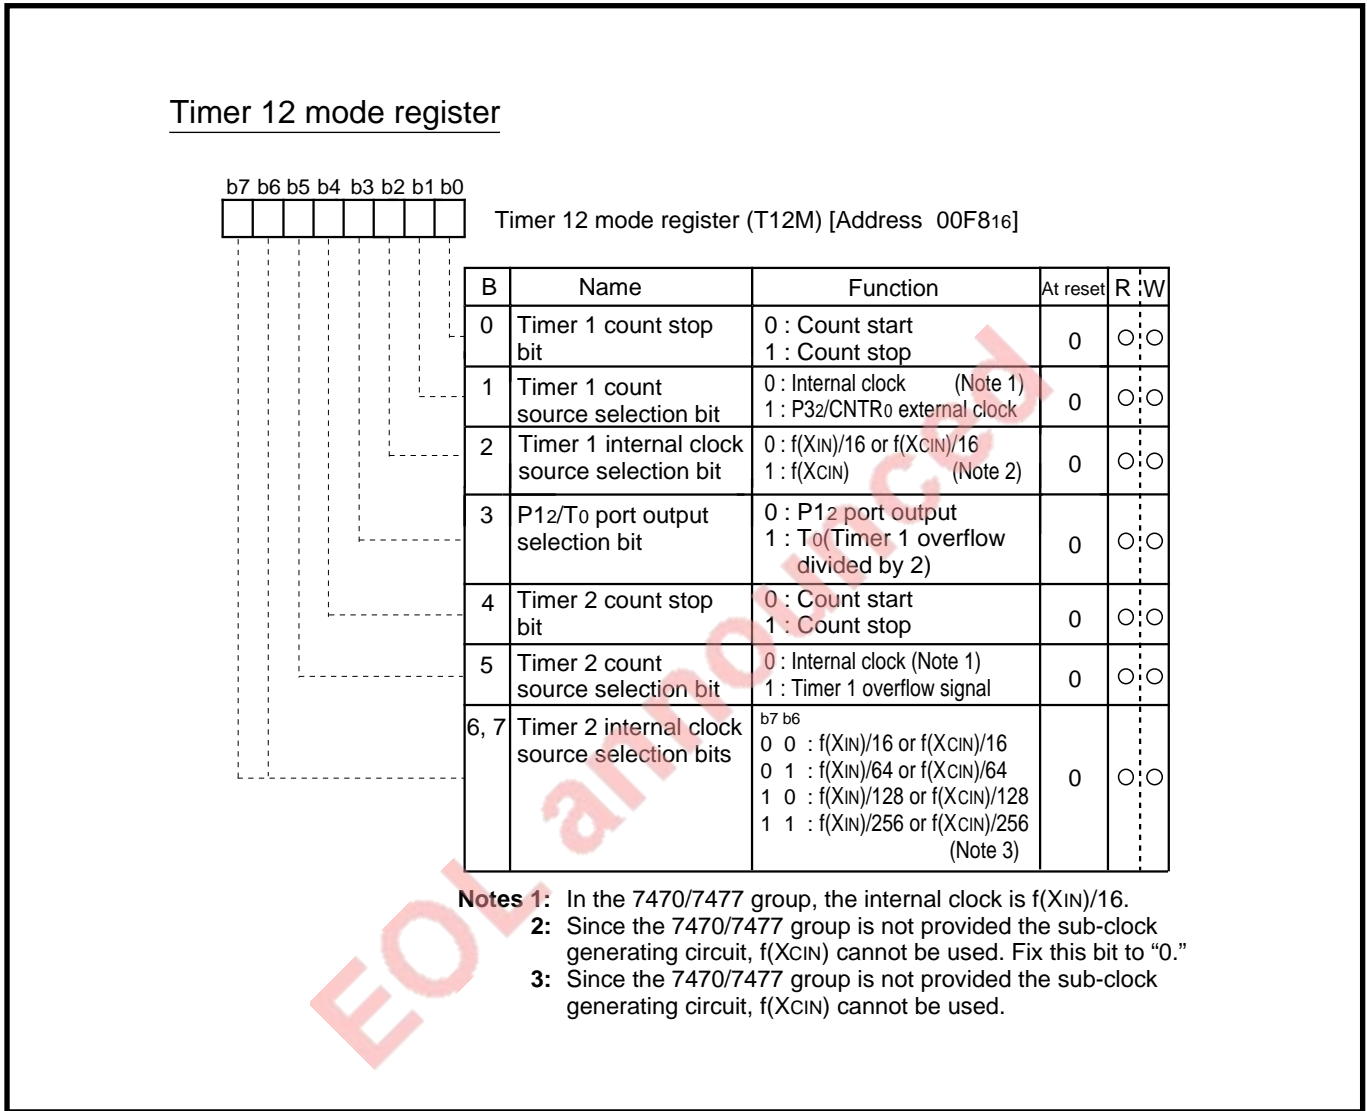 Timer 12 mode register
b7 b6 b5 b4 b3 b2 b1 b0
Timer 12 mode register (T12M) [Address 00F816]
B Name Function At reset R W
0 Timer 1 count stop bit 0 : Count start
1 : Count stop 0 ○ ○
1 Timer 1 count source selection bit 0 : Internal clock (Note 1)
1 : P32/CNTR0 external clock 0 ○ ○
2 Timer 1 internal clock source selection bit 0 : f(XIN)/16 or f(XCIN)/16
1 : f(XCIN) (Note 2) 0 ○ ○
3 P12/T0 port output selection bit 0 : P12 port output
1 : T0(Timer 1 overflow
divided by 2) 0 ○ ○
4 Timer 2 count stop bit 0 : Count start
1 : Count stop 0 ○ ○
5 Timer 2 count source selection bit 0 : Internal clock (Note 1)
1 : Timer 1 overflow signal 0 ○ ○
6, 7 Timer 2 internal clock source selection bits b7 b6
0 0 : f(XIN)/16 or f(XCIN)/16
0 1 : f(XIN)/64 or f(XCIN)/64
1 0 : f(XIN)/128 or f(XCIN)/128
1 1 : f(XIN)/256 or f(XCIN)/256
(Note 3) 0 ○ ○
Notes 1: In the 7470/7477 group, the internal clock is f(XIN)/16.
2: Since the 7470/7477 group is not provided the sub-clock
generating circuit, f(XCIN) cannot be used. Fix this bit to “0.”
3: Since the 7470/7477 group is not provided the sub-clock
generating circuit, f(XCIN) cannot be used.
EOL announced